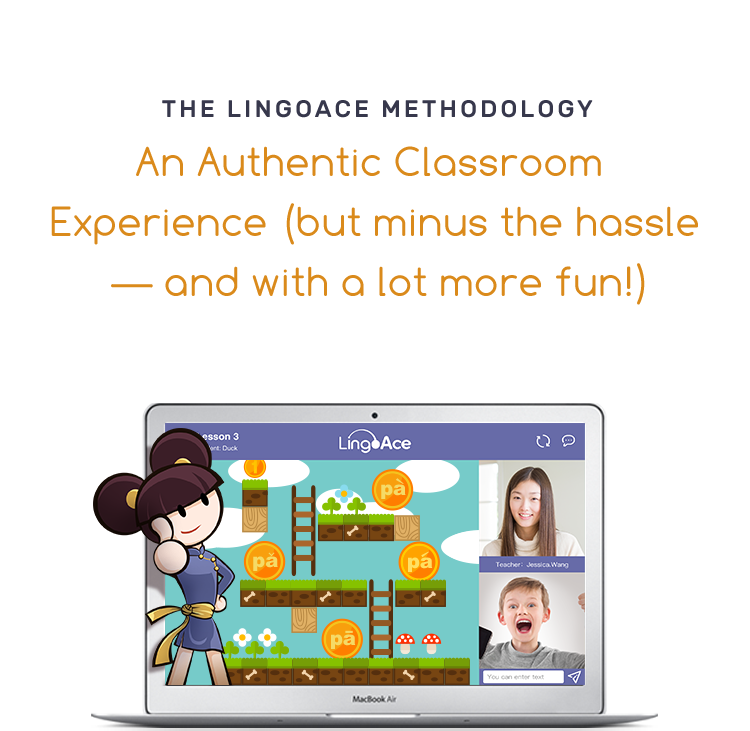 THE LINGOACE METHODOLOGY
An Authentic Classroom
Experience (but minus the hassle
— and with a lot more fun!)
esson 3
LingoAce
ent: Duck
pà
pǎ
pá
Teacher: Jessica.Wang
pā
You can enter text
MacBook Air